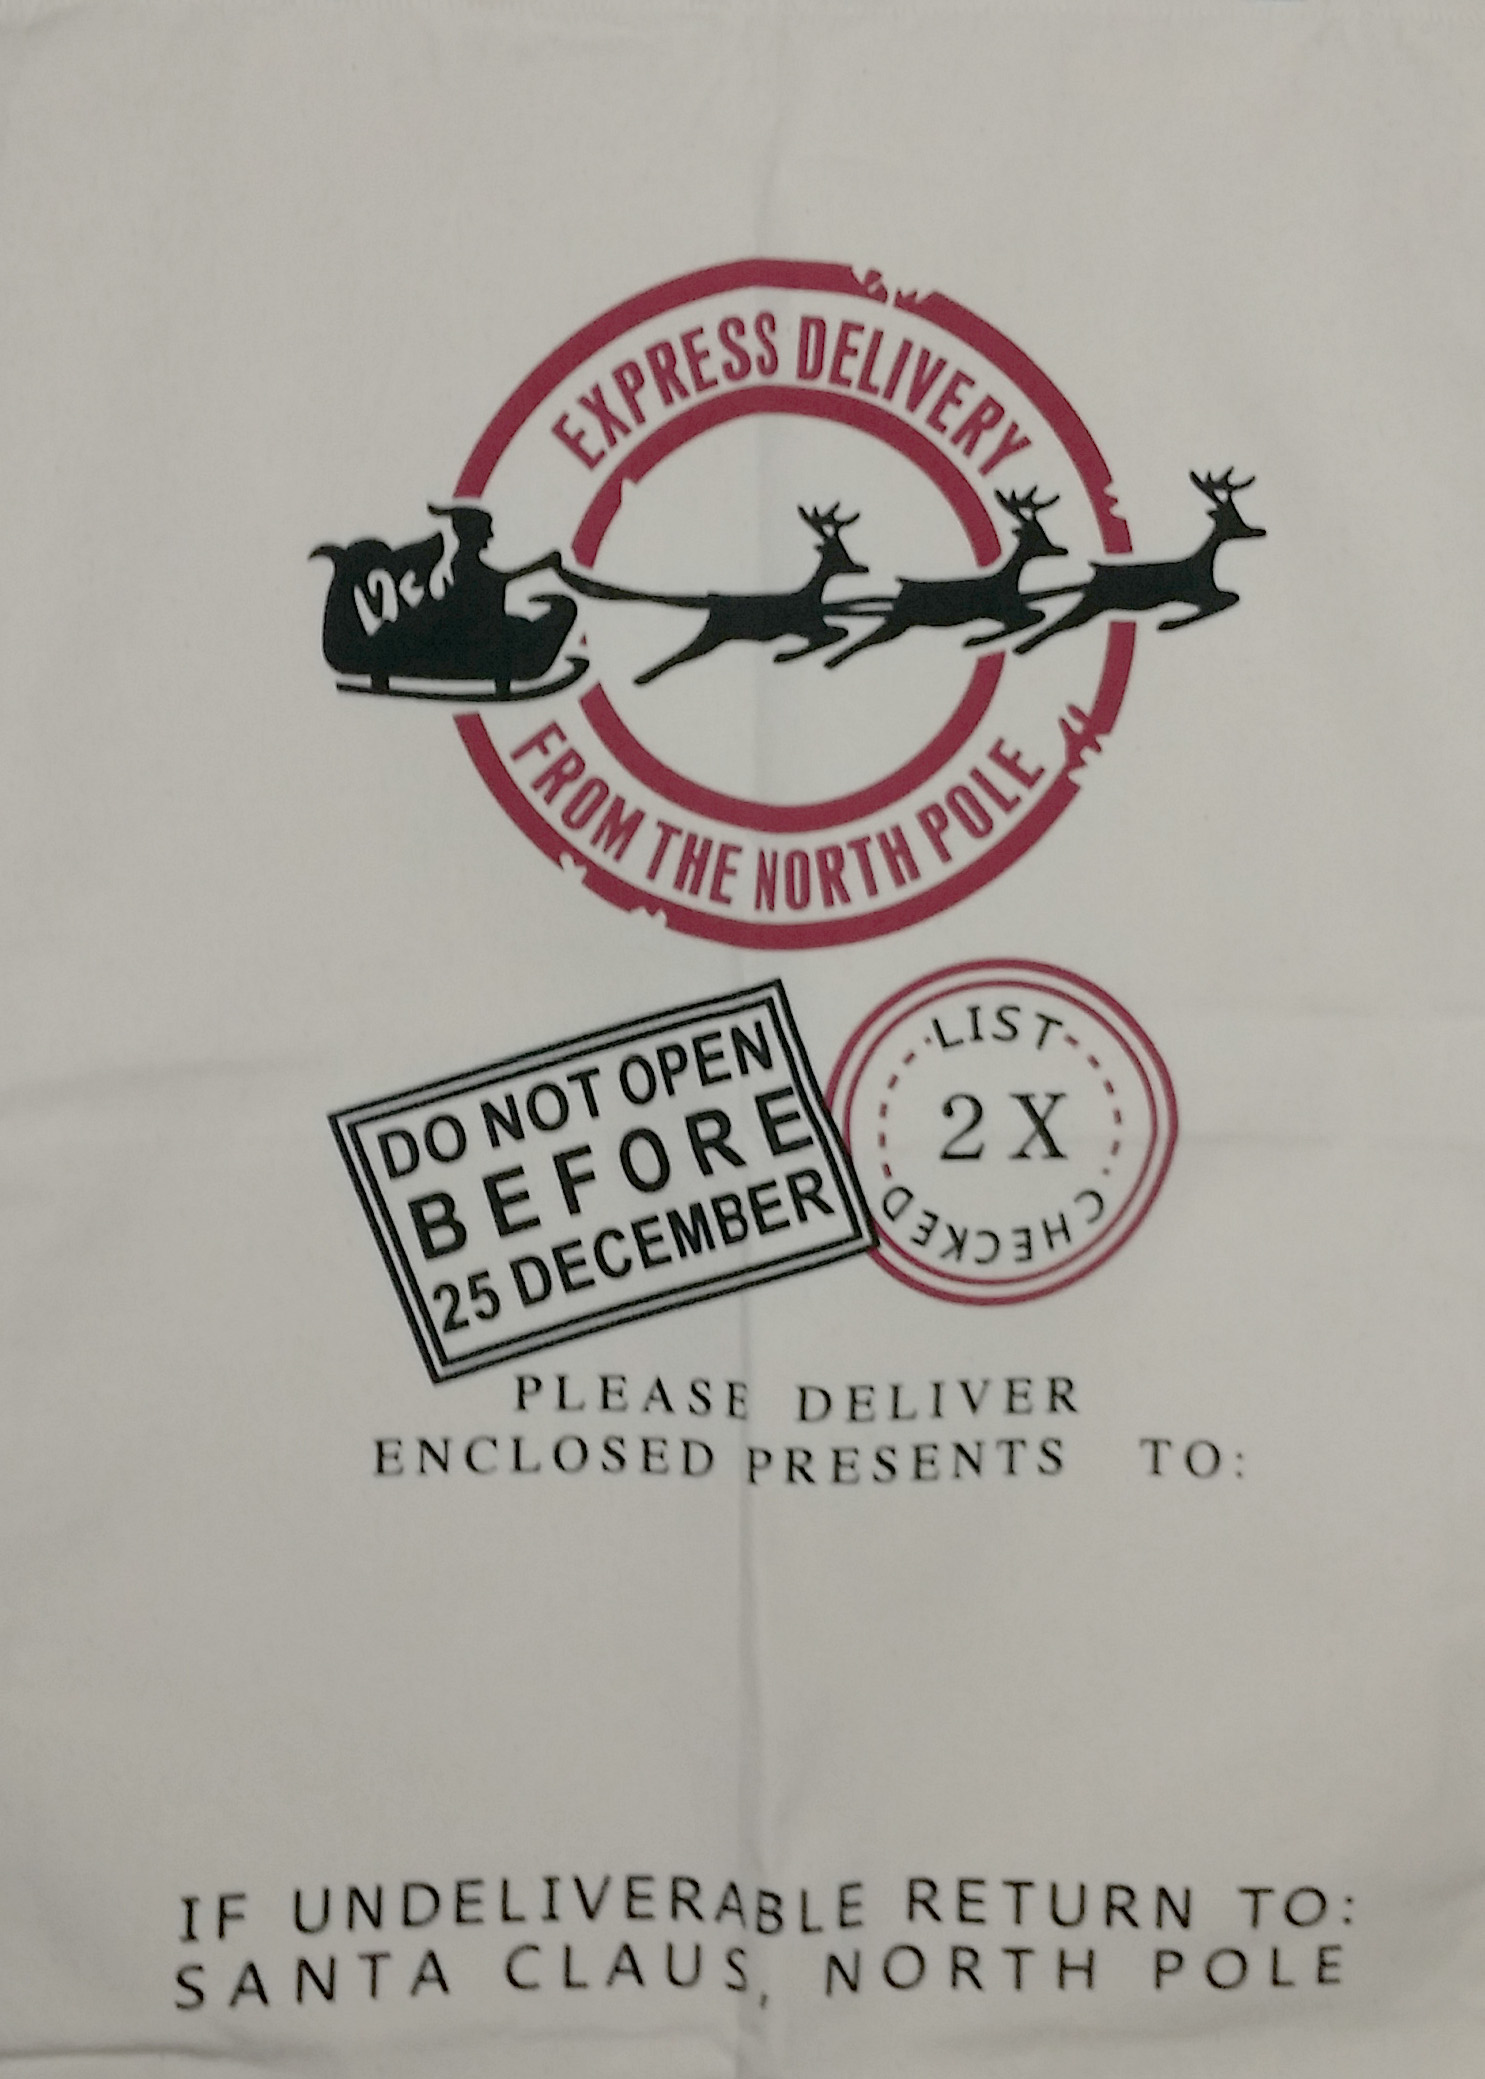 EXPRESS DELIVERY
FROM THE NORTH POLE
DO NOT OPEN
BEFORE
25 DECEMBER
LIST
2X
CHECKED
PLEASE DELIVER
ENCLOSED PRESENTS TO:
IF UNDELIVERABLE RETURN TO:
SANTA CLAUS, NORTH POLE